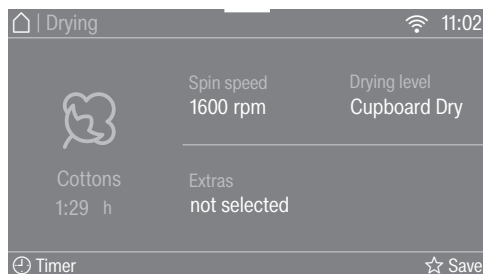 | Drying
11:02
Spin speed
1600 rpm
Drying level
Cupboard Dry
Cottons
1:29 h
Extras
not selected
Timer
Save